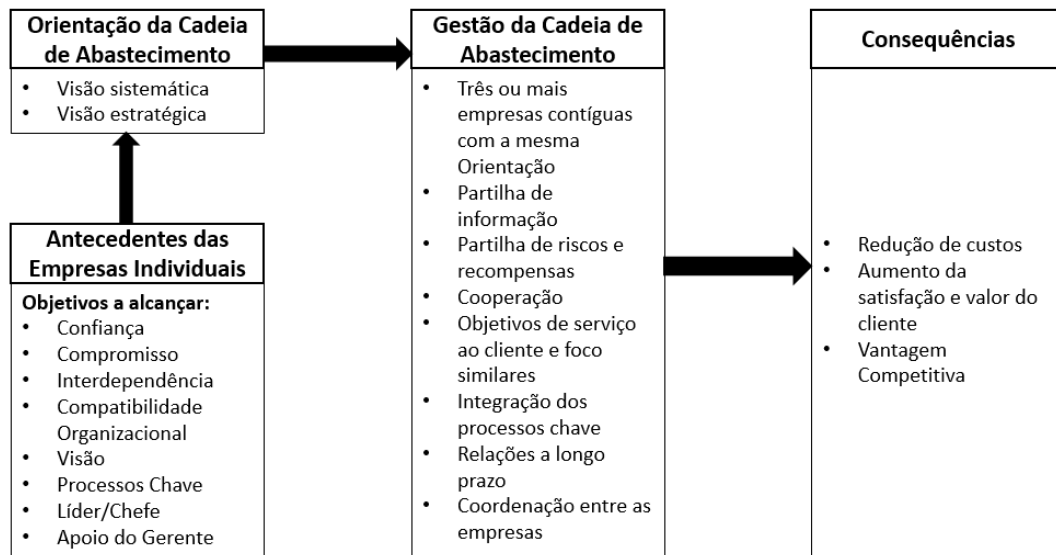 Orientação da Cadeia
de Abastecimento
• Visão sistemática
• Visão estratégica
Antecedentes das
Empresas Individuais
Objetivos a alcançar:
• Confiança
• Compromisso
• Interdependência
• Compatibilidade
Organizacional
• Visão
• Processos Chave
• Líder/Chefe
• Apoio do Gerente
Gestão da Cadeia de
Abastecimento
• Três ou mais
empresas contíguas
com a mesma
Orientação
• Partilha de
informação
• Partilha de riscos e
recompensas
• Cooperação
• Objetivos de serviço
ao cliente e foco
similares
• Integração dos
processos chave
• Relações a longo
prazo
• Coordenação entre as
empresas
Consequências
• Redução de custos
• Aumento da
satisfação e valor do
cliente
• Vantagem
Competitiva